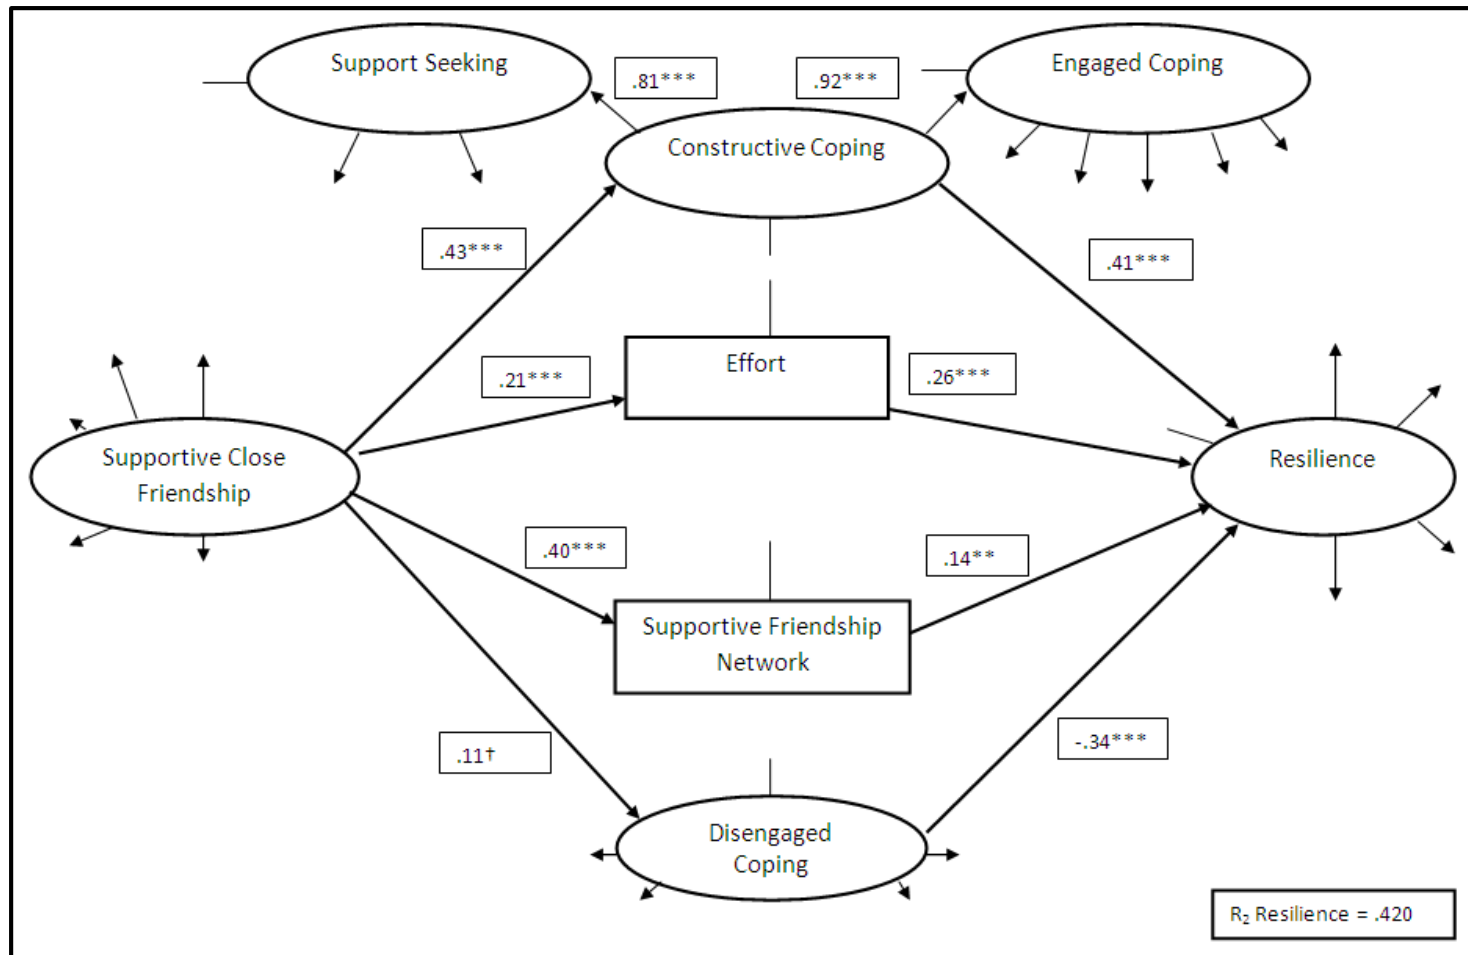 Support Seeking
.81***
.92***
Engaged Coping
Constructive Coping
.43***
.41***
.21***
Effort
.26***
Supportive Close
Friendship
Resilience
.40***
.14**
Supportive Friendship
Network
.11†
-.34***
Disengaged
Coping
R₂ Resilience = .420